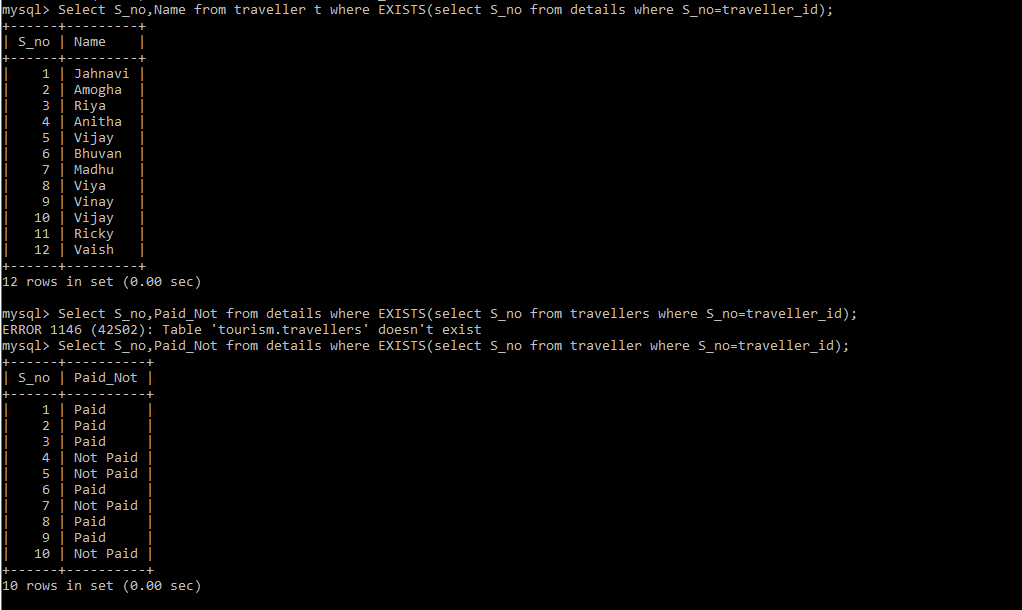 mysql> Select S_no,Name from traveller t where EXISTS(select S_no from details where S_no=traveller_id);
+------+---------+
| S_no | Name    |
+------+---------+
|    1 | Jahnavi |
|    2 | Amogha  |
|    3 | Riya    |
|    4 | Anitha  |
|    5 | Vijay   |
|    6 | Bhuvan  |
|    7 | Madhu   |
|    8 | Viya    |
|    9 | Vinay   |
|   10 | Vijay   |
|   11 | Ricky   |
|   12 | Vaish   |
+------+---------+
12 rows in set (0.00 sec)

mysql> Select S_no,Paid_Not from details where EXISTS(select S_no from travellers where S_no=traveller_id);
ERROR 1146 (42S02): Table 'tourism.travellers' doesn't exist
mysql> Select S_no,Paid_Not from details where EXISTS(select S_no from traveller where S_no=traveller_id);
+------+----------+
| S_no | Paid_Not |
+------+----------+
|    1 | Paid     |
|    2 | Paid     |
|    3 | Paid     |
|    4 | Not Paid |
|    5 | Not Paid |
|    6 | Paid     |
|    7 | Not Paid |
|    8 | Paid     |
|    9 | Paid     |
|   10 | Not Paid |
+------+----------+
10 rows in set (0.00 sec)